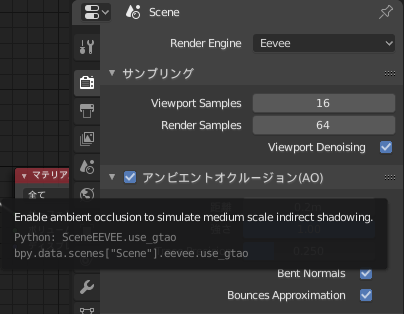 Scene
Render Engine
Eevee
サンプリング
Viewport Samples
16
Render Samples
64
Viewport Denoising
マテリア
アンビエントオクルージョン(AO)
全て
Enable ambient occlusion to simulate medium scale indirect shadowing.
Python: SceneEEVEE.use_gtao
bpy.data.scenes["Scene"].eevee.use_gtao
Bent Normals
Bounces Approximation